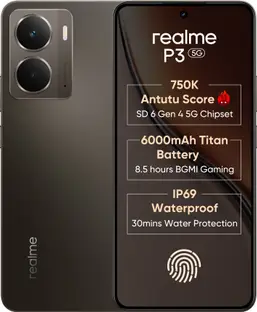 realme
P3 5G
750K
Antutu Score
SD 6 Gen 4 5G Chipset
6000mAh Titan
Battery
8.5 hours BGMI Gaming
IP69
Waterproof
30mins Water Protection
realme